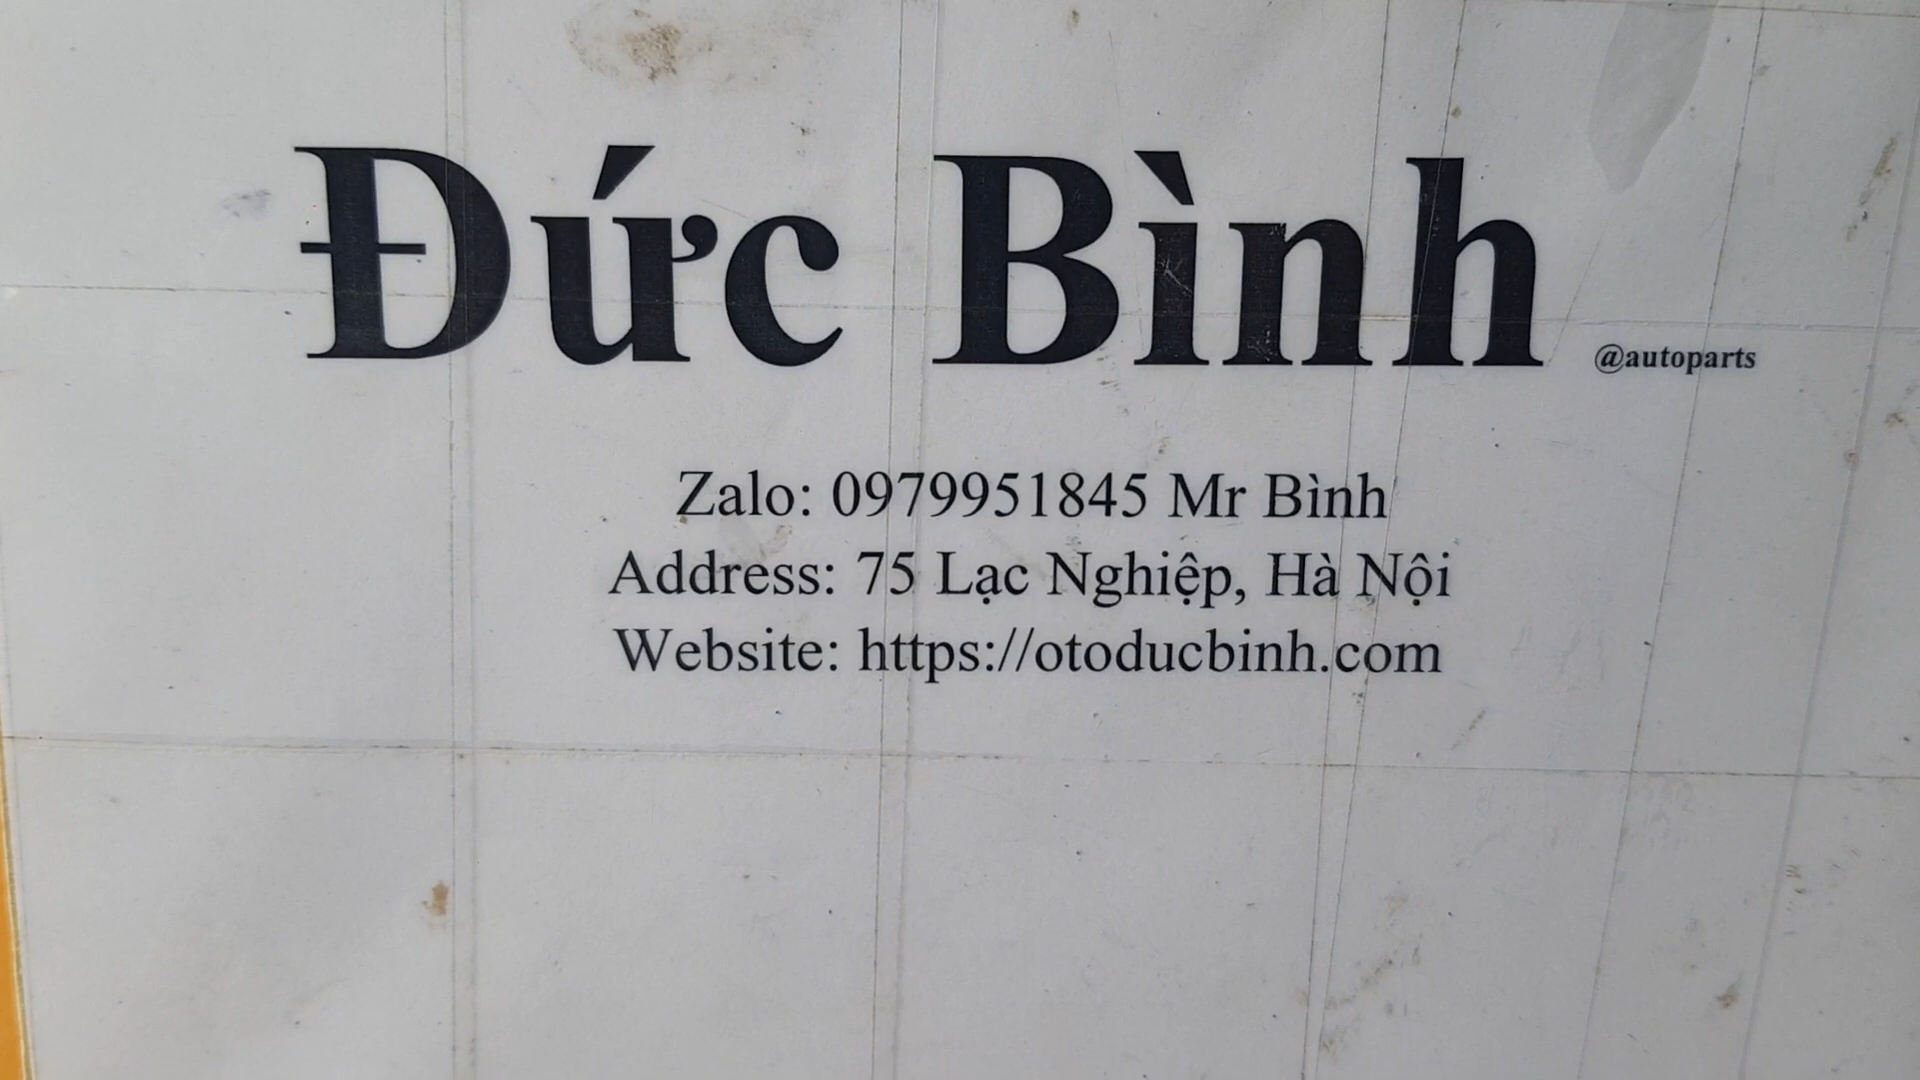 Đức Bình @autoparts
Zalo: 0979951845 Mr Bình
Address: 75 Lạc Nghiệp, Hà Nội
Website: https://otoducbinh.com